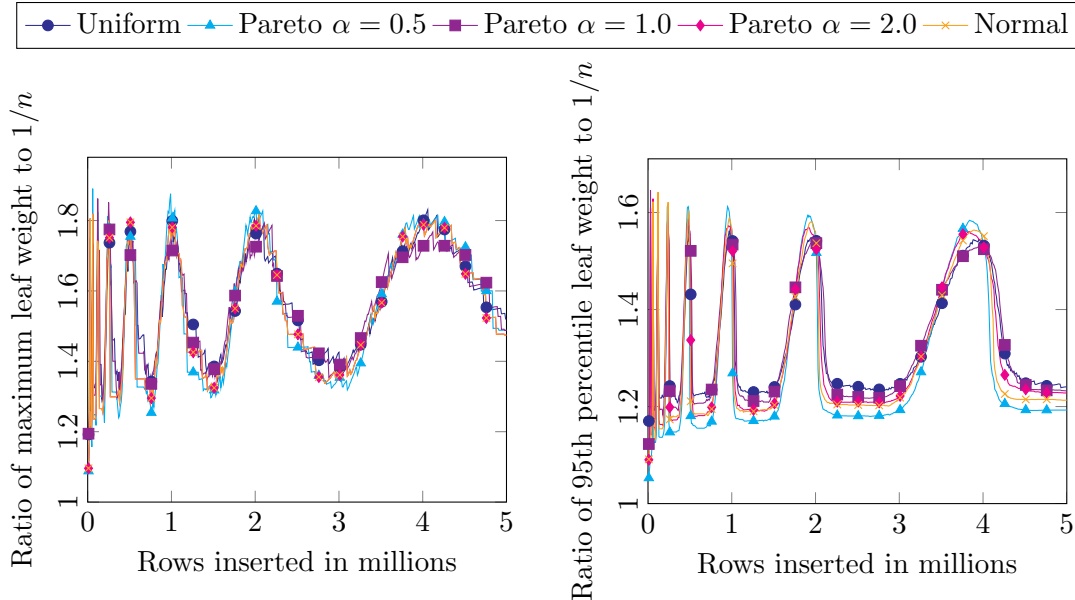 Uniform Pareto α = 0.5 Pareto α = 1.0 Pareto α = 2.0 Normal
Ratio of maximum leaf weight to 1/n
1.8
1.6
1.4
1.2
1
0 1 2 3 4 5
Rows inserted in millions
Ratio of 95th percentile leaf weight to 1/n
1.6
1.4
1.2
1
0 1 2 3 4 5
Rows inserted in millions